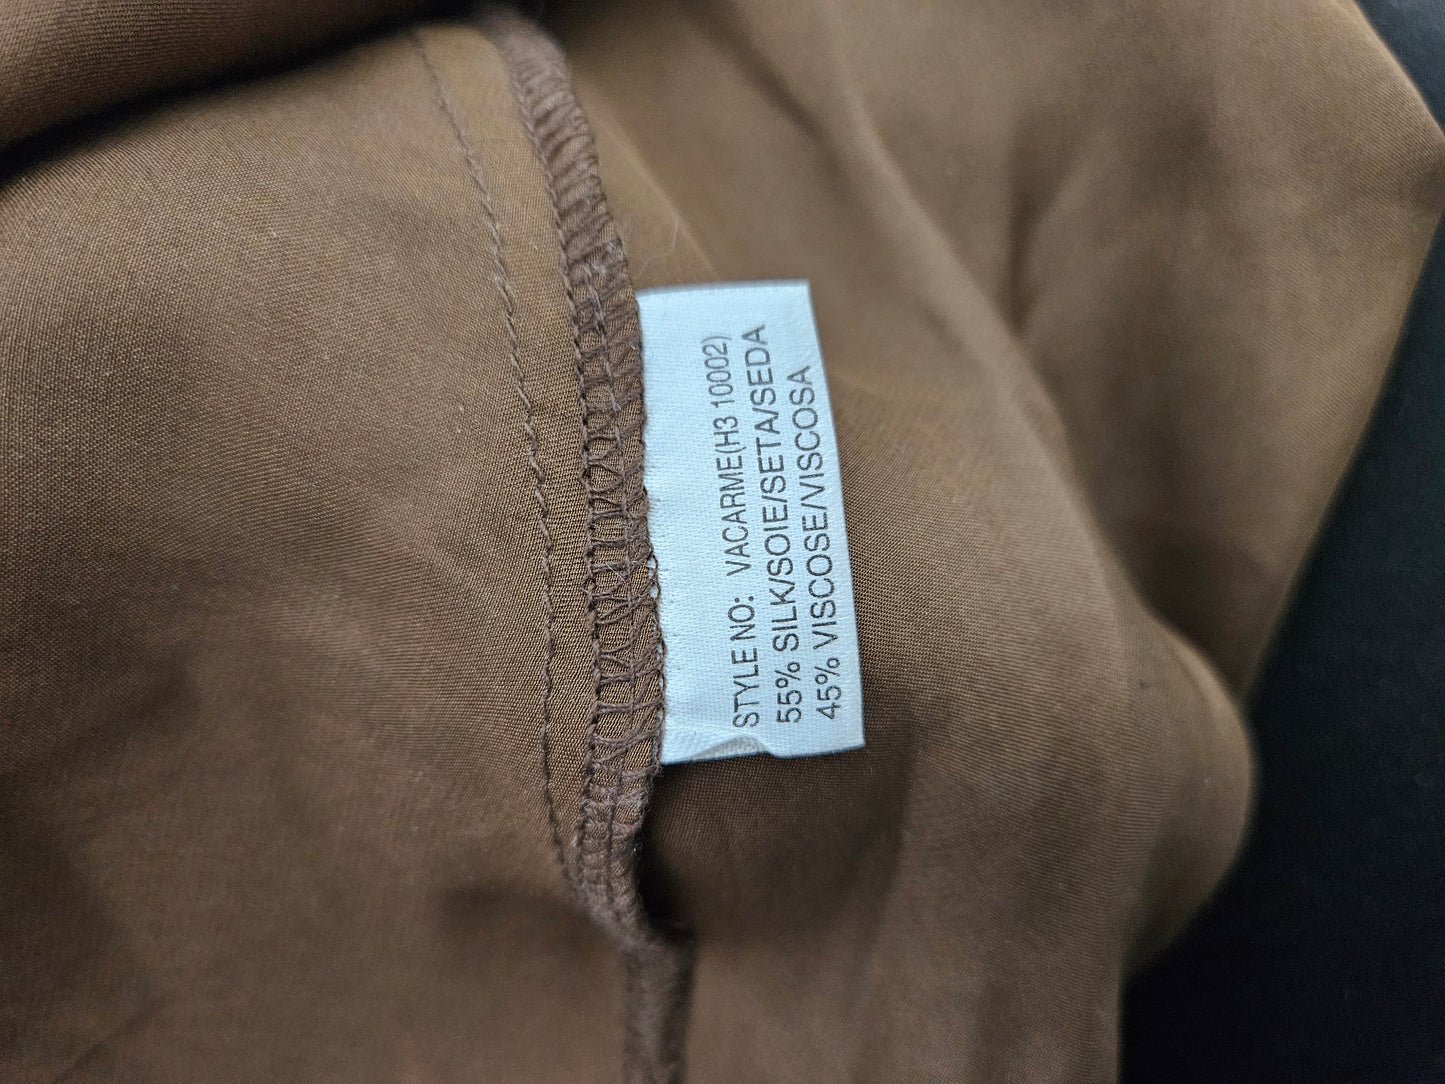 STYLE NO: VACARME(H3 10002)
55% SILK/SOIE/SETA/SEDA
45% VISCOSE/VISCOSA